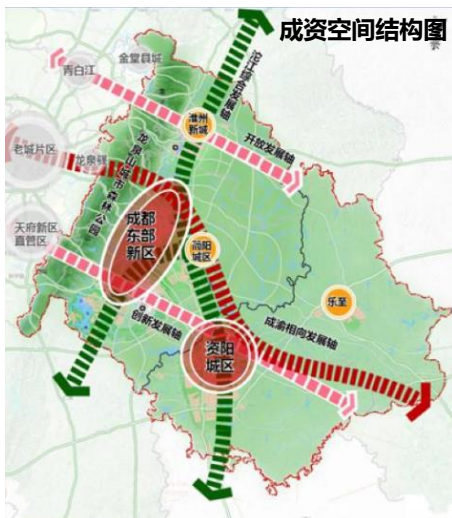 成资空间结构图
金堂县城
青白江
沱江综合发展轴
淮州
新城
开放发展轴
老城片区
龙泉驿
龙泉山城市森林公园
成都
东部
新区
天府新区
直管区
简阳
城区
乐至
创新发展轴
成渝相向发展轴
资阳
城区